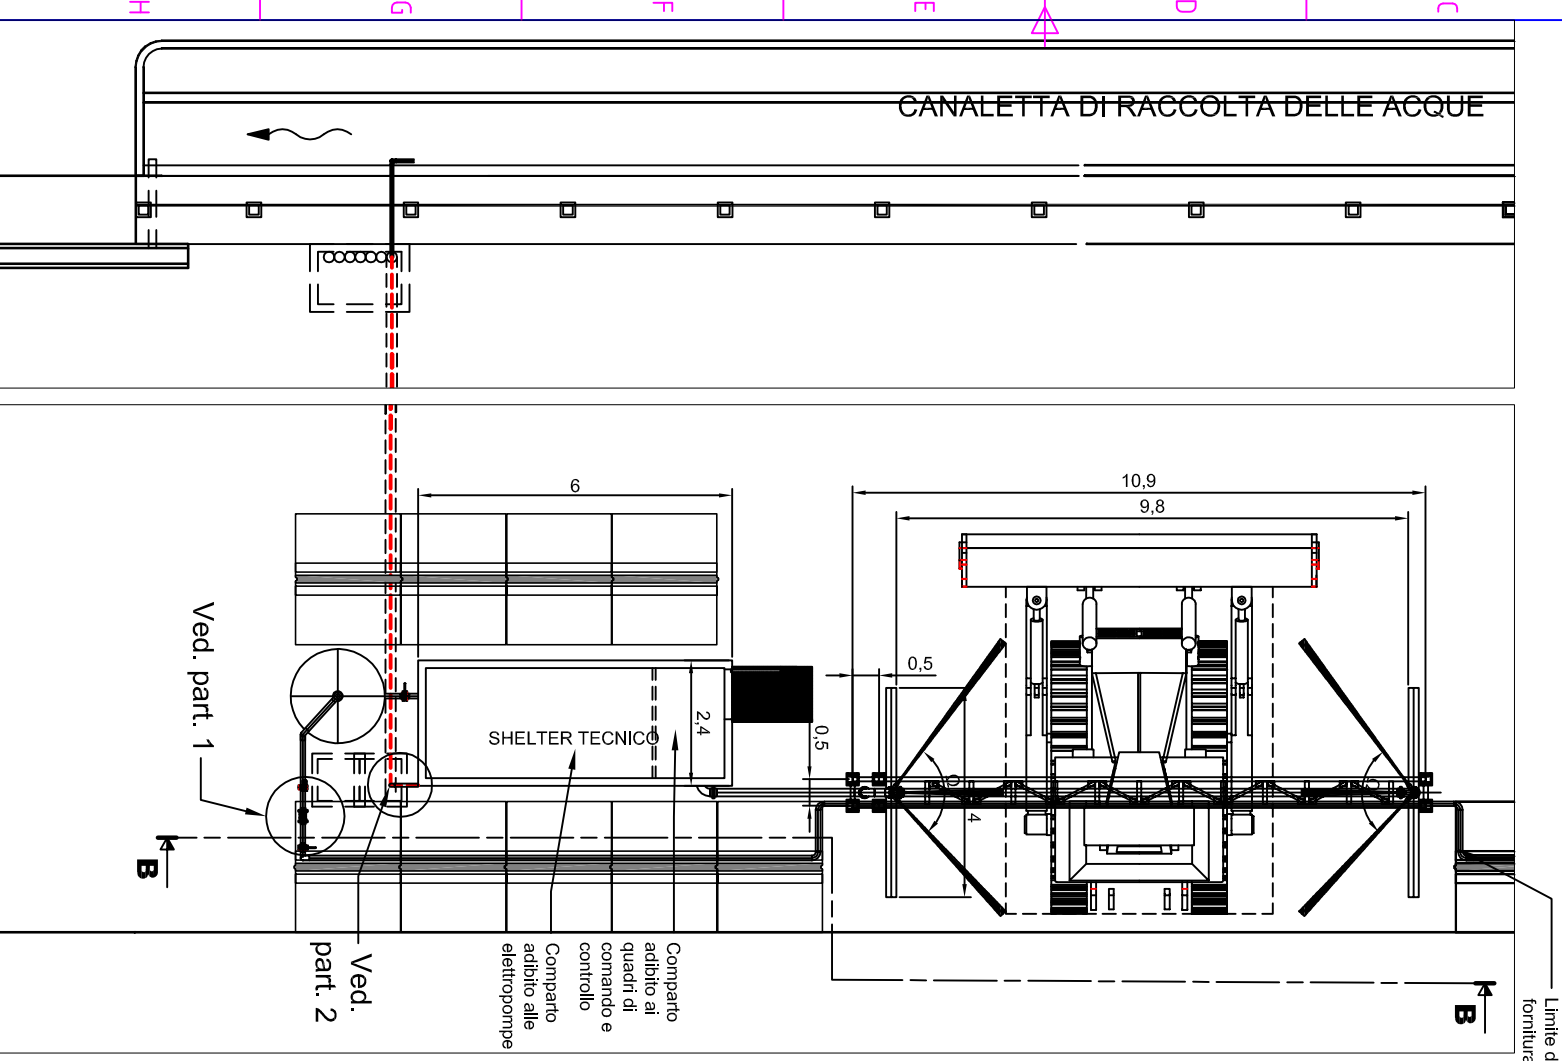 H
G
F
E
D
C
CANALETTA DI RACCOLTA DELLE ACQUE
10,9
9,8
6
0,5
2,4
0,5
SHELTER TECNICO
4
Ved. part. 1
Ved.
part. 2
Comparto
adibito ai
quadri di
comando e
controllo
Comparto
adibito alle
elettropompe
B
B
Limite
fornitura